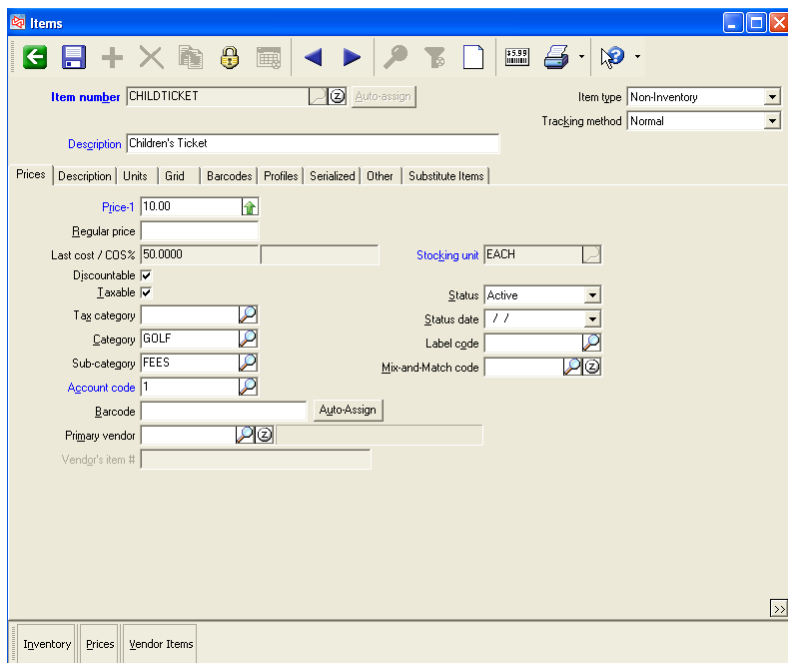 Items
$5.99
Item number CHILDTICKET Z Auto-assign Item type Non-Inventory
Tracking method Normal
Description Children's Ticket
Prices Description Units Grid Barcodes Profiles Serialized Other Substitute Items
Price-1 10.00
Regular price
Last cost / COS% 50.0000 Stocking unit EACH
Discountable
Taxable Status Active
Tax category Status date / /
Category GOLF Label code
Sub-category FEES Mix-and-Match code Z
Account code 1
Barcode Auto-Assign
Primary vendor Z
Vendor's item #
>>
Inventory Prices Vendor Items